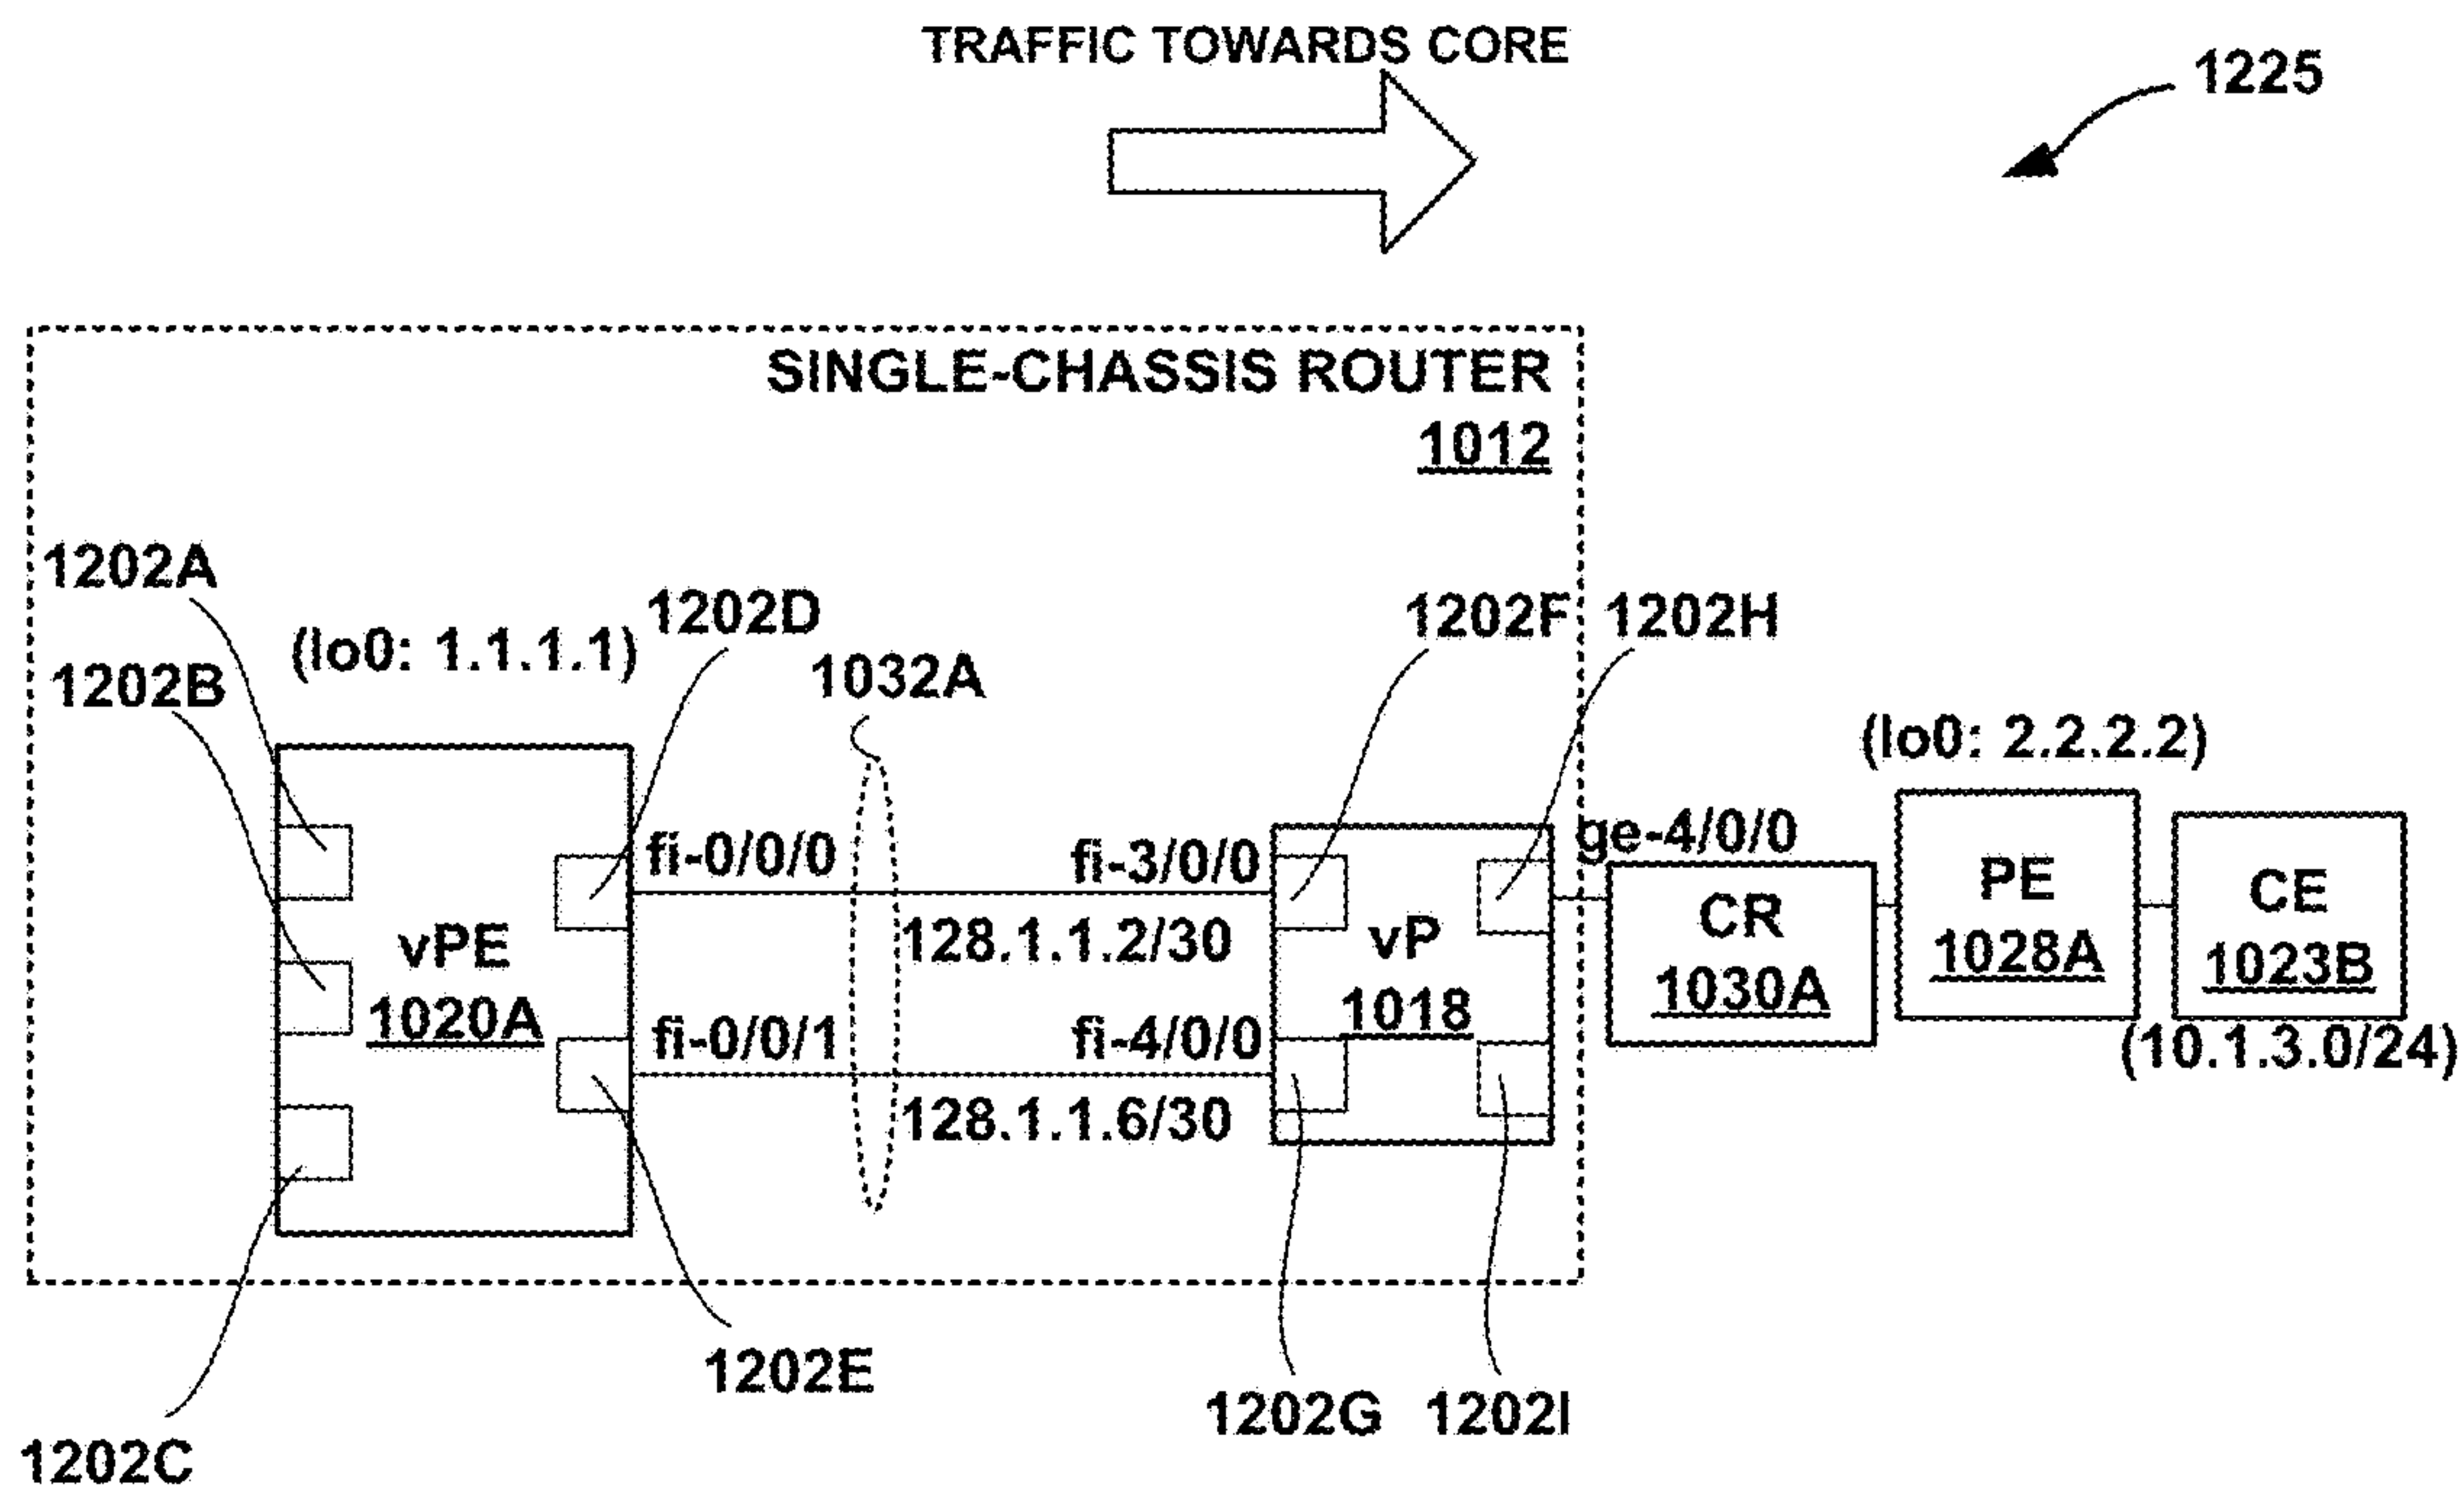 TRAFFIC TOWARDS CORE
1225
SINGLE-CHASSIS ROUTER
1012
1202A
1202B
(lo0: 1.1.1.1)
1202D
1032A
1202F
1202H
(lo0: 2.2.2.2)
fi-0/0/0
fi-3/0/0
ge-4/0/0
vPE
1020A
128.1.1.2/30
vP
1018
CR
1030A
PE
1028A
CE
1023B
(10.1.3.0/24)
fi-0/0/1
fi-4/0/0
128.1.1.6/30
1202E
1202G
1202I
1202C